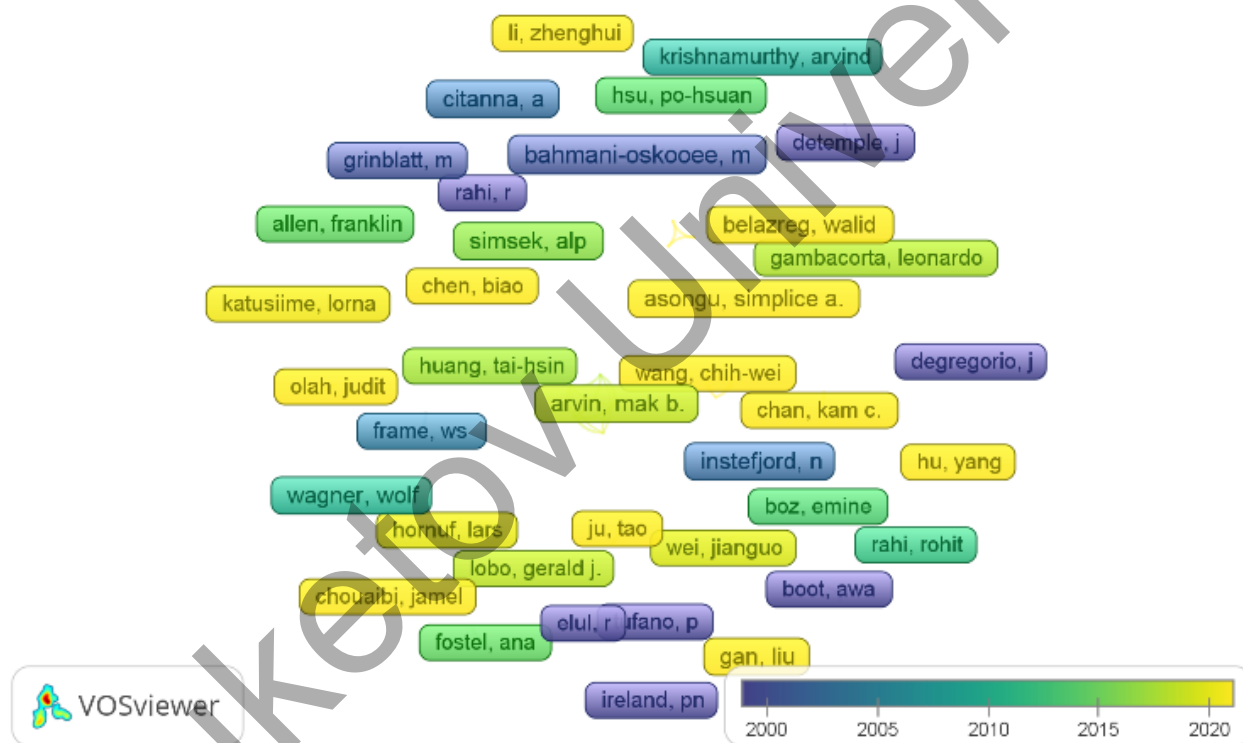 li, zhenghui
krishnamurthy, arvind
citanna, a
hsu, po-hsuan
detemple, j
grinblatt, m
bahmani-oskooee, m
rahi, r
allen, franklin
simsek, alp
belazreg, walid
gambacorta, leonardo
chen, biao
katusiime, lorna
asongu, simplice a.
degregorio, j
huang, tai-hsin
wang, chih-wei
olah, judit
arvin, mak b.
chan, kam c.
frame, ws
instefjord, n
hu, yang
wagner, wolf
boz, emine
hornuf, lars
ju, tao
wei, jianguo
rahi, rohit
lobo, gerald j.
chouaibi, jamel
boot, awa
elul, r
ufano, p
fostel, ana
gan, liu
ireland, pn
VOSviewer
2000 2005 2010 2015 2020
ketov Univer